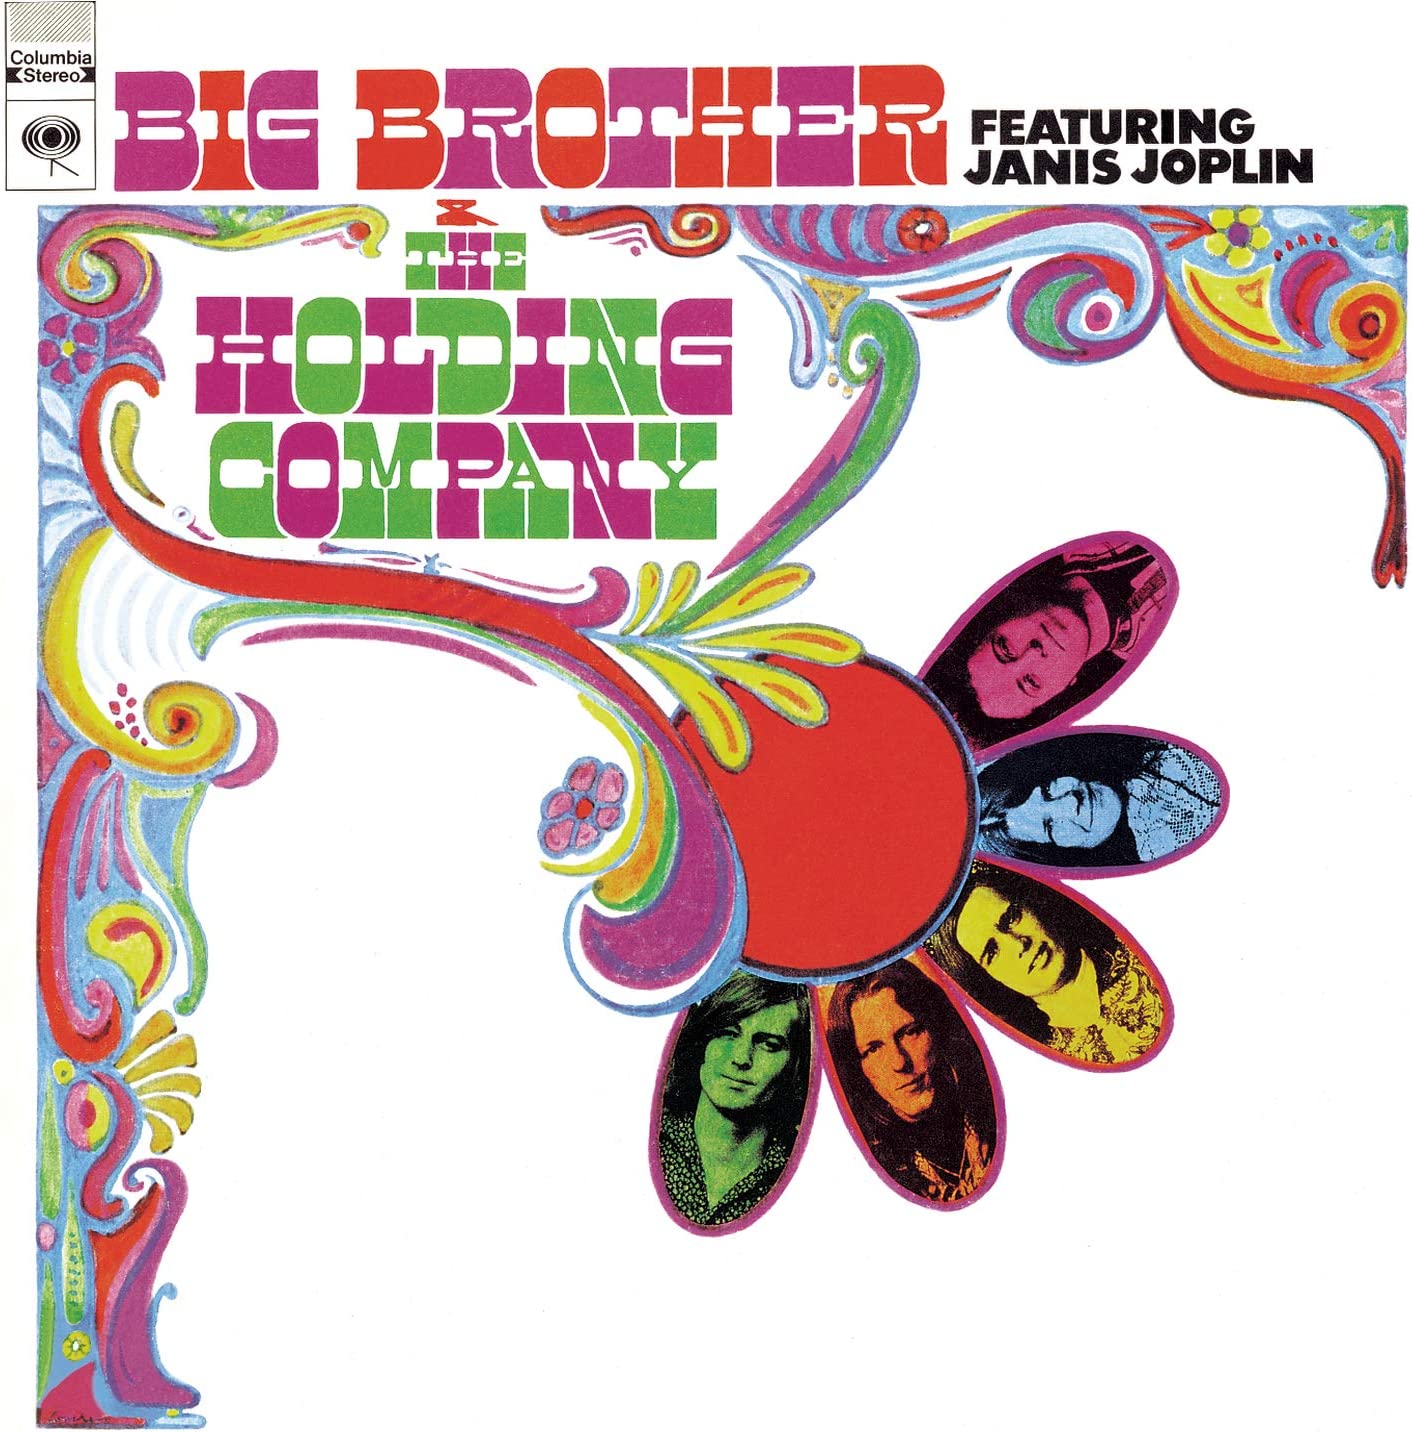 Columbia
Stereo
BIG BROTHER
FEATURING
JANIS JOPLIN
&
THE
HOLDING
COMPANY